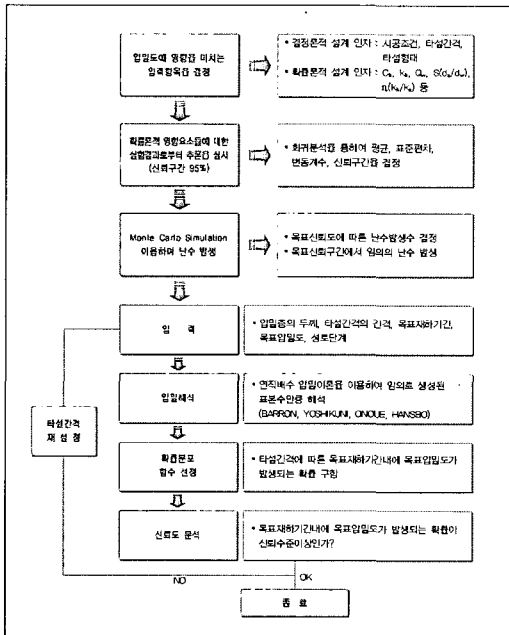 압밀도에 영향을 미치는
입력항목을 결정
• 결정론적 설계 인자 : 시공조건, 타설간격,
타설형태
• 확률론적 설계 인자 :
등
확률론적 영향요소들에 대한
실험결과로부터 추론을 실시
(신뢰구간 95%)
• 회귀분석을 통하여 평균, 표준편차,
변동계수, 신뢰구간을 결정
Monte Carlo Simulation
이용하여 난수 발생
• 목표신뢰도에 따른 난수발생수 결정
• 목표신뢰구간에서 임의의 난수 발생
입 력
• 압밀층의 두께, 타설간격의 간격, 목표재하기간,
목표압밀도, 성토단계
압밀해석
• 연직배수 압밀이론을 이용하여 임의로 생성된
표본수만큼 해석
(BARRON, YOSHIKUNI, ONOUE, HANSBO)
타설간격
재 설 정
확률분포
함수 선정
• 타설간격에 따른 목표재하기간내에 목표압밀도가
발생되는 확률 구함
신뢰도 분석
• 목표재하기간내에 목표압밀도가 발생되는 확률이
신뢰수준이상인가?
NO
OK
종 료